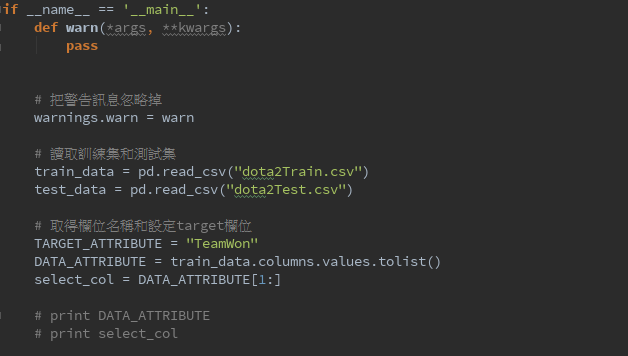 if __name__ == '__main__':
    def warn(*args, **kwargs):
        pass
    # 把警告訊息忽略掉
    warnings.warn = warn
    # 讀取訓練集和測試集
    train_data = pd.read_csv("dota2Train.csv")
    test_data = pd.read_csv("dota2Test.csv")
    # 取得欄位名稱和設定target欄位
    TARGET_ATTRIBUTE = "TeamWon"
    DATA_ATTRIBUTE = train_data.columns.values.tolist()
    select_col = DATA_ATTRIBUTE[1:]
    # print DATA_ATTRIBUTE
    # print select_col